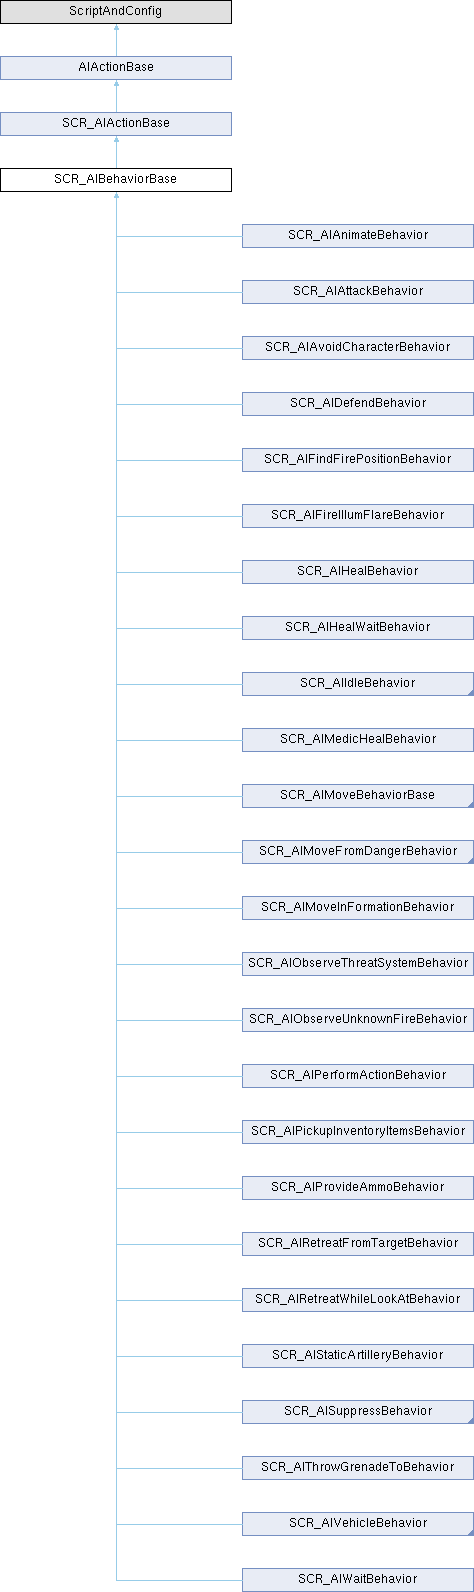 ScriptAndConfig
AIActionBase
SCR_AIActionBase
SCR_AIBehaviorBase
SCR_AIAnimateBehavior
SCR_AIAttackBehavior
SCR_AIAvoidCharacterBehavior
SCR_AIDefendBehavior
SCR_AIFindFirePositionBehavior
SCR_AIFireIllumFlareBehavior
SCR_AIHealBehavior
SCR_AIHealWaitBehavior
SCR_AIIdleBehavior
SCR_AIMedicHealBehavior
SCR_AIMoveBehaviorBase
SCR_AIMoveFromDangerBehavior
SCR_AIMoveInFormationBehavior
SCR_AIObserveThreatSystemBehavior
SCR_AIObserveUnknownFireBehavior
SCR_AIPerformActionBehavior
SCR_AIPickupInventoryItemsBehavior
SCR_AIProvideAmmoBehavior
SCR_AIRetreatFromTargetBehavior
SCR_AIRetreatWhileLookAtBehavior
SCR_AIStaticArtilleryBehavior
SCR_AISuppressBehavior
SCR_AIThrowGrenadeToBehavior
SCR_AIVehicleBehavior
SCR_AIWaitBehavior